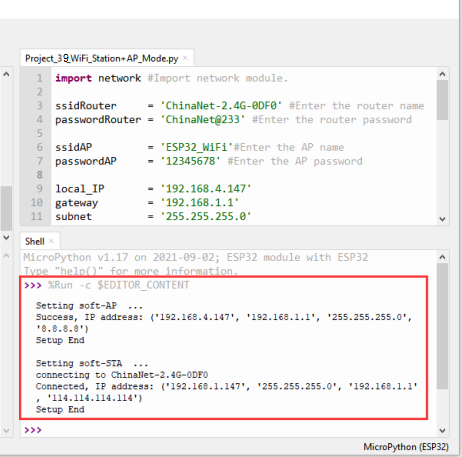 Project_39_WiFi_Station+AP_Mode.py ×
1 import network #Import network module.
2
3 ssidRouter     = 'ChinaNet-2.4G-0DF0' #Enter the router name
4 passwordRouter = 'ChinaNet@233' #Enter the router password
5
6 ssidAP         = 'ESP32_WiFi'#Enter the AP name
7 passwordAP     = '12345678' #Enter the AP password
8
9 local_IP       = '192.168.4.147'
10 gateway        = '192.168.1.1'
11 subnet         = '255.255.255.0'
Shell ×
MicroPython v1.17 on 2021-09-02; ESP32 module with ESP32
Type "help()" for more information.
>>> %Run -c $EDITOR_CONTENT
Setting soft-AP  ...
Success, IP address: ('192.168.4.147', '192.168.1.1', '255.255.255.0',
'8.8.8.8')
Setup End
Setting soft-STA  ...
connecting to ChinaNet-2.4G-0DF0
Connected, IP address: ('192.168.1.147', '255.255.255.0', '192.168.1.1'
, '114.114.114.114')
Setup End
>>>
MicroPython (ESP32)